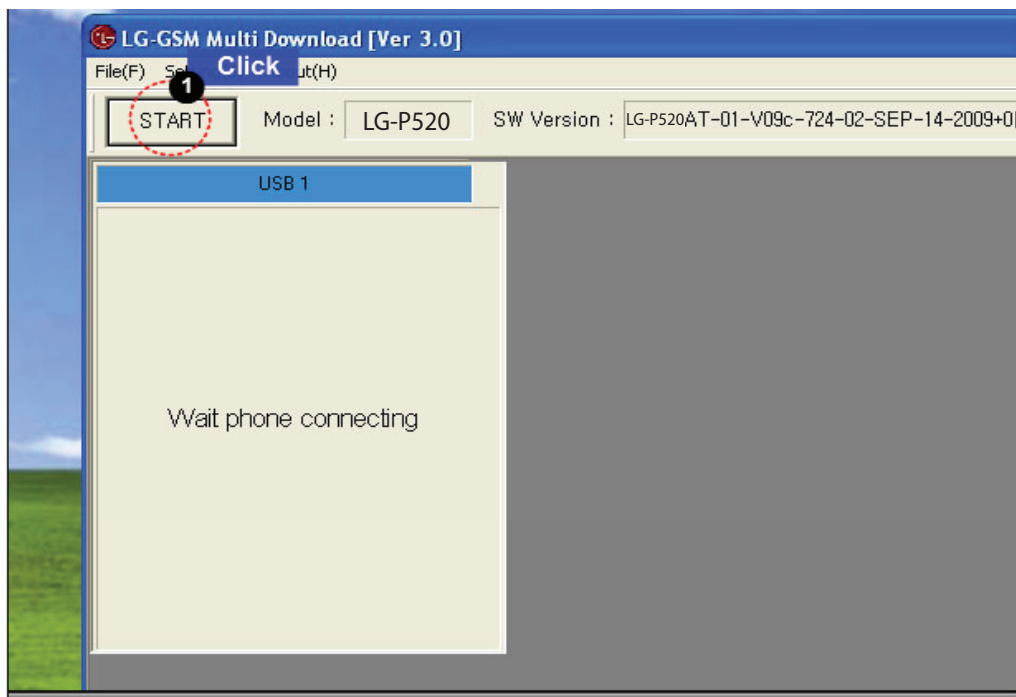 LG-GSM Multi Download [Ver 3.0]
File(F) Se ut(H)
Click
1
START Model : LG-P520 SW Version : LG-P520AT-01-V09c-724-02-SEP-14-2009+0
USB 1
Wait phone connecting